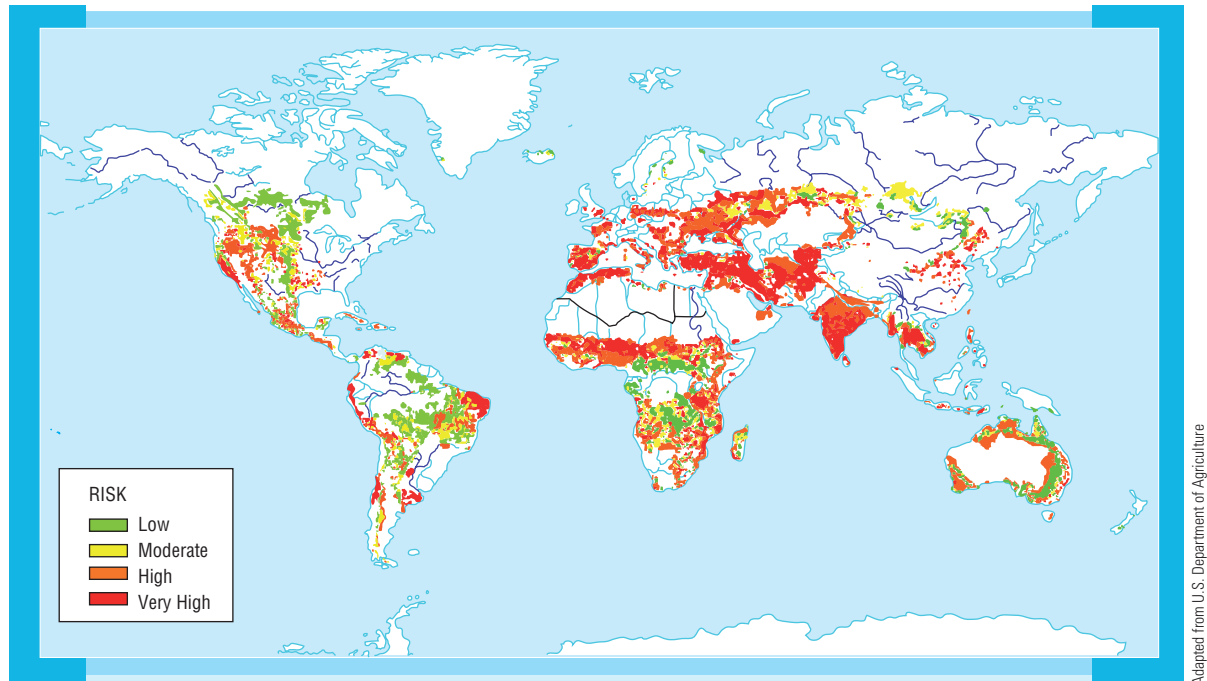 RISK
Low
Moderate
High
Very High
Adapted from U.S. Department of Agriculture